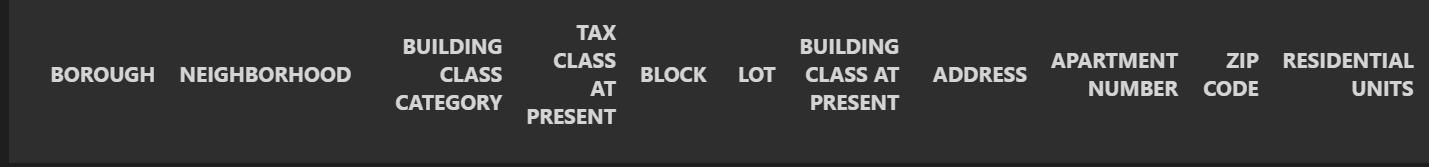 BOROUGH
NEIGHBORHOOD
BUILDING
CLASS
CATEGORY
TAX
CLASS
AT
PRESENT
BLOCK
LOT
BUILDING
CLASS AT
PRESENT
ADDRESS
APARTMENT
NUMBER
ZIP
CODE
RESIDENTIAL
UNITS